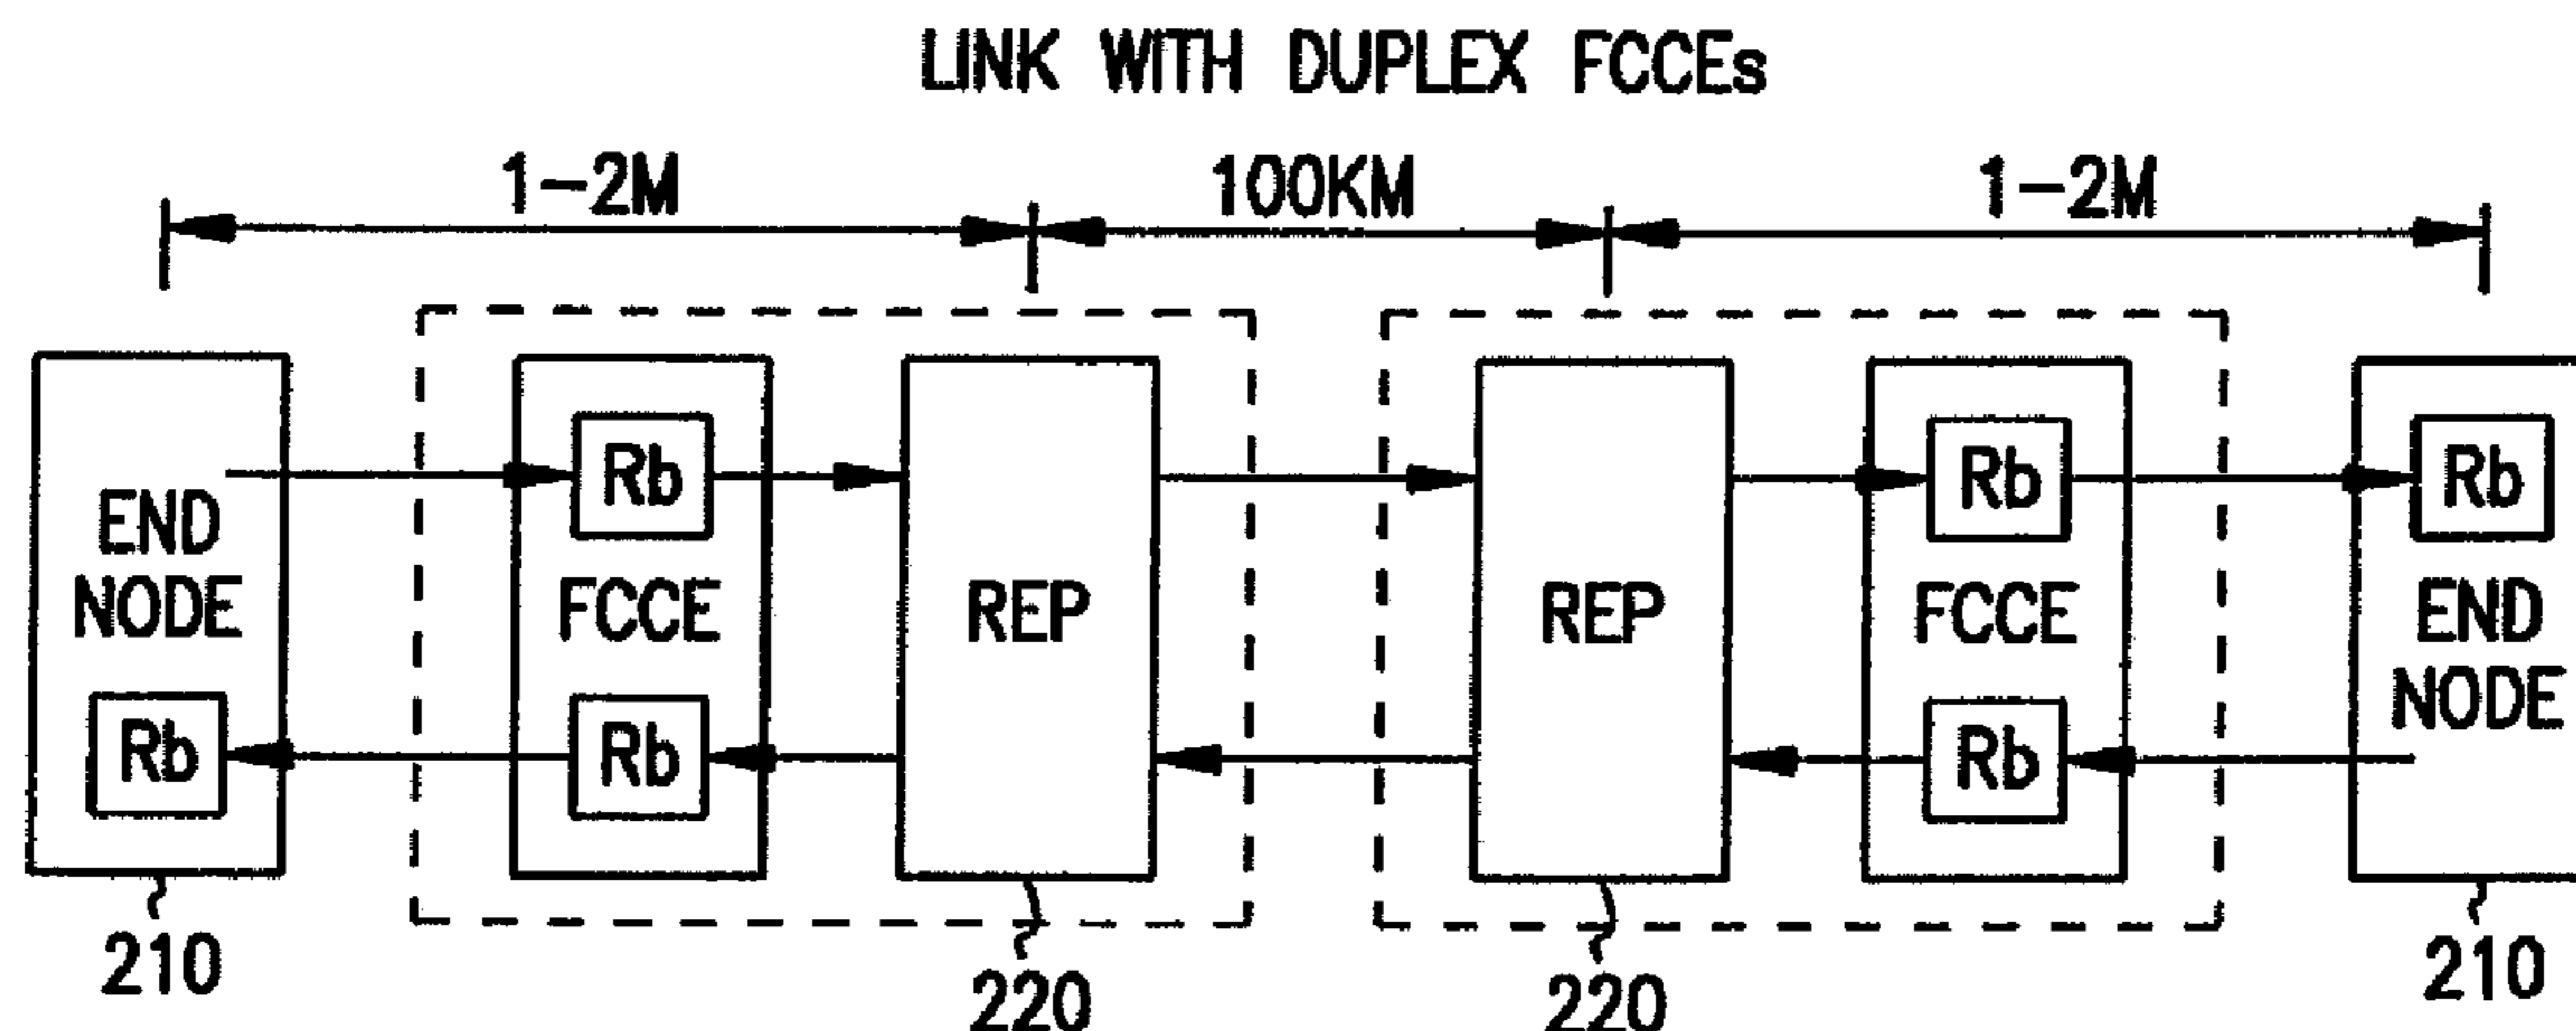 LINK WITH DUPLEX FCCEs
1-2M 100KM 1-2M
Rb Rb Rb
END
NODE
FCCE REP REP FCCE
END
NODE
Rb Rb Rb
210 220 220 210